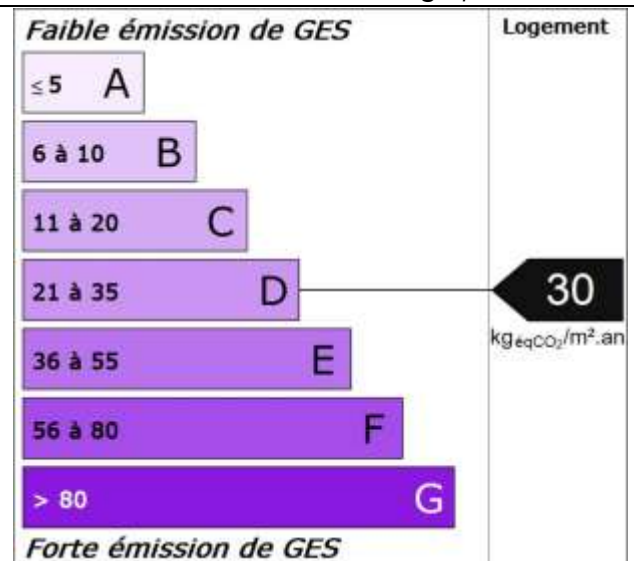 Faible émission de GES
Logement
≤ 5 A
6 à 10 B
11 à 20 C
21 à 35 D
30
kgéqCO₂/m².an
36 à 55 E
56 à 80 F
> 80 G
Forte émission de GES